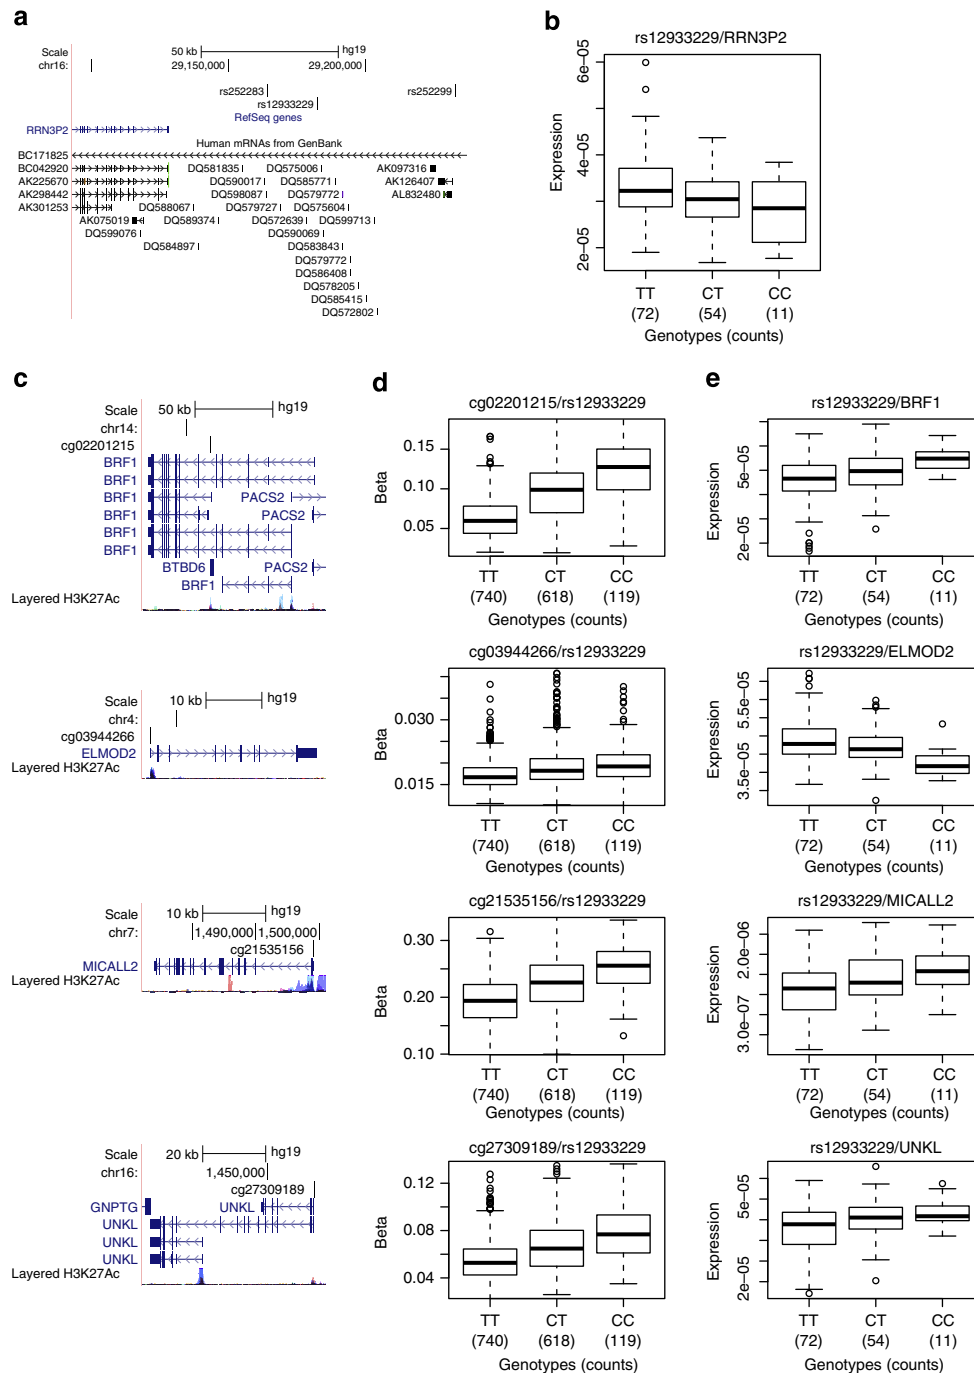 a
Scale 50 kb hg19
chr16: 29,150,000 29,200,000
rs252283 rs252299
rs12933229
RefSeq genes
RRN3P2
Human mRNAs from GenBank
BC171825
BC042920 DQ581835 DQ575006 AK097316
AK225670 DQ590017 DQ585771 AK126407
AK298442 DQ598087 DQ579772 AL832480
AK301253 DQ588067 DQ579727 DQ575604
AK075019 DQ589374 DQ572639 DQ599713
DQ599076 DQ590069
DQ584897 DQ583843
DQ579772
DQ586408
DQ578205
DQ585415
DQ572802
b
rs12933229/RRN3P2
Expression
6e−05
4e−05
2e−05
TT CT CC
(72) (54) (11)
Genotypes (counts)
c
Scale 50 kb hg19
chr14:
cg02201215
BRF1
BRF1
BRF1 PACS2
BRF1 PACS2
BRF1
BRF1
BTBD6 PACS2
BRF1
Layered H3K27Ac
Scale 10 kb hg19
chr4:
cg03944266
ELMOD2
Layered H3K27Ac
Scale 10 kb hg19
chr7: 1,490,000 1,500,000
cg21535156
MICALL2
Layered H3K27Ac
Scale 20 kb hg19
chr16: 1,450,000
cg27309189
GNPTG UNKL
UNKL
UNKL
UNKL
Layered H3K27Ac
d
cg02201215/rs12933229
Beta
0.15
0.10
0.05
TT CT CC
(740) (618) (119)
Genotypes (counts)
cg03944266/rs12933229
Beta
0.030
0.015
TT CT CC
(740) (618) (119)
Genotypes (counts)
cg21535156/rs12933229
Beta
0.30
0.20
0.10
TT CT CC
(740) (618) (119)
Genotypes (counts)
cg27309189/rs12933229
Beta
0.12
0.08
0.04
TT CT CC
(740) (618) (119)
Genotypes (counts)
e
rs12933229/BRF1
Expression
5e−05
2e−05
TT CT CC
(72) (54) (11)
Genotypes (counts)
rs12933229/ELMOD2
Expression
5.5e−05
3.5e−05
TT CT CC
(72) (54) (11)
Genotypes (counts)
rs12933229/MICALL2
Expression
2.0e−06
3.0e−07
TT CT CC
(72) (54) (11)
Genotypes (counts)
rs12933229/UNKL
Expression
5e−05
2e−05
TT CT CC
(72) (54) (11)
Genotypes (counts)